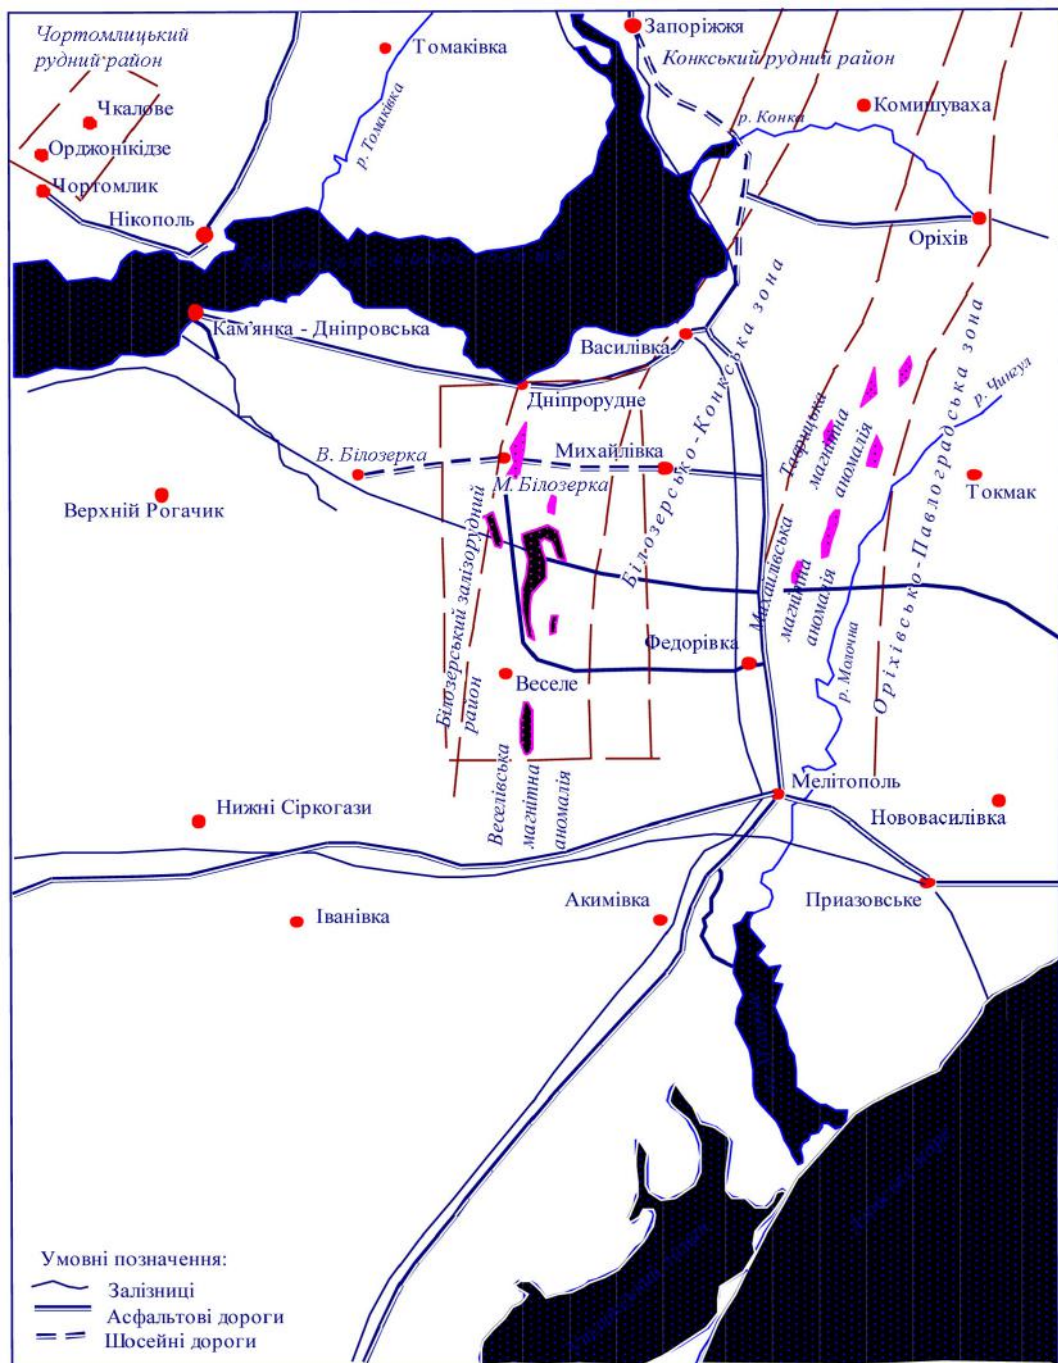 Чортомлицький
рудний район
Томаківка
Запоріжжя
Конкський рудний район
Чкалове
Комишуваха
р. Томаківка
р. Конка
Орджонікідзе
Чортомлик
Нікополь
Оріхів
Кам'янка - Дніпровська
Василівка
Білозерсько-Конкська зона
Оріхівсько-Павлоградська зона
Дніпрорудне
р. Чингул
Таврицька
магнітна
аномалія
В. Білозерка
Михайлівка
М. Білозерка
Верхній Рогачик
Токмак
Білозерський залізорудний
район
Михайлівська
магнітна
аномалія
Федорівка
р. Молочна
Веселе
Веселівська
магнітна
аномалія
Мелітополь
Нижні Сіркогази
Нововасилівка
Акимівка
Приазовське
Іванівка
Умовні позначення:
Залізниці
Асфальтові дороги
Шосейні дороги